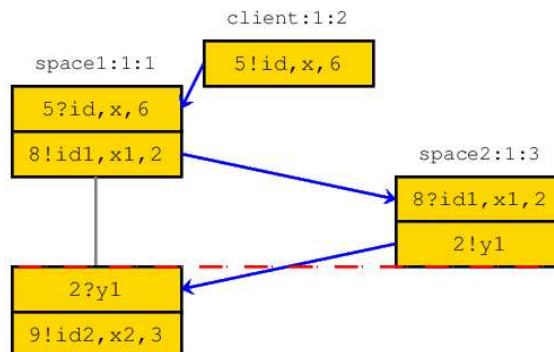 client:1:2
5!id,x,6
space1:1:1
5?id,x,6
8!id1,x1,2
space2:1:3
8?id1,x1,2
2!y1
2?y1
9!id2,x2,3